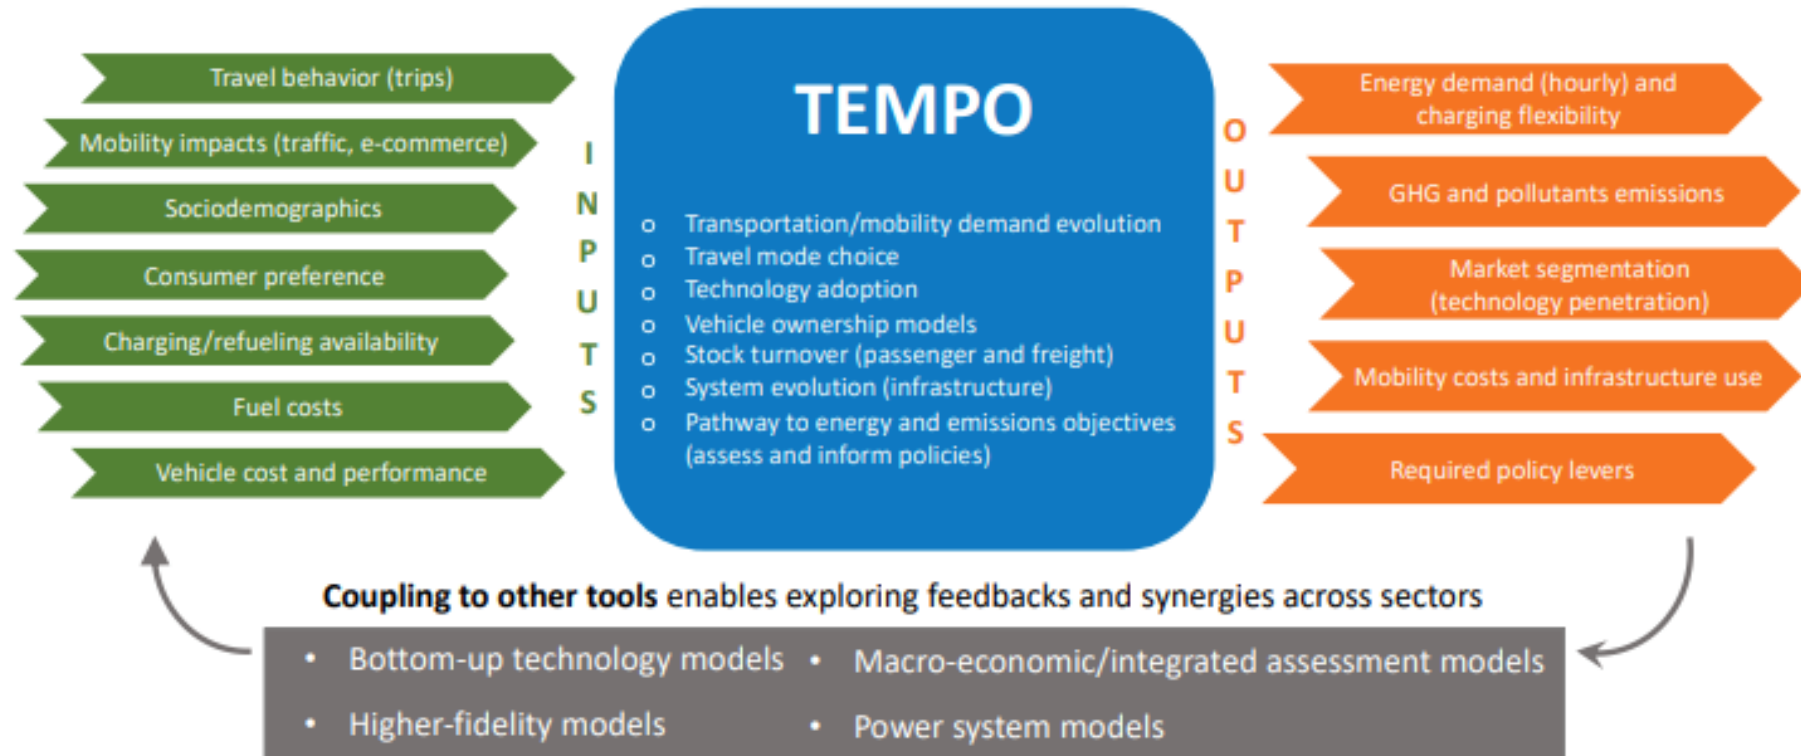 Travel behavior (trips)
Mobility impacts (traffic, e-commerce)
Sociodemographics
Consumer preference
Charging/refueling availability
Fuel costs
Vehicle cost and performance
INPUTS
TEMPO
o Transportation/mobility demand evolution
o Travel mode choice
o Technology adoption
o Vehicle ownership models
o Stock turnover (passenger and freight)
o System evolution (infrastructure)
o Pathway to energy and emissions objectives
(assess and inform policies)
OUTPUTS
Energy demand (hourly) and
charging flexibility
GHG and pollutants emissions
Market segmentation
(technology penetration)
Mobility costs and infrastructure use
Required policy levers
Coupling to other tools enables exploring feedbacks and synergies across sectors
• Bottom-up technology models
• Higher-fidelity models
• Macro-economic/integrated assessment models
• Power system models